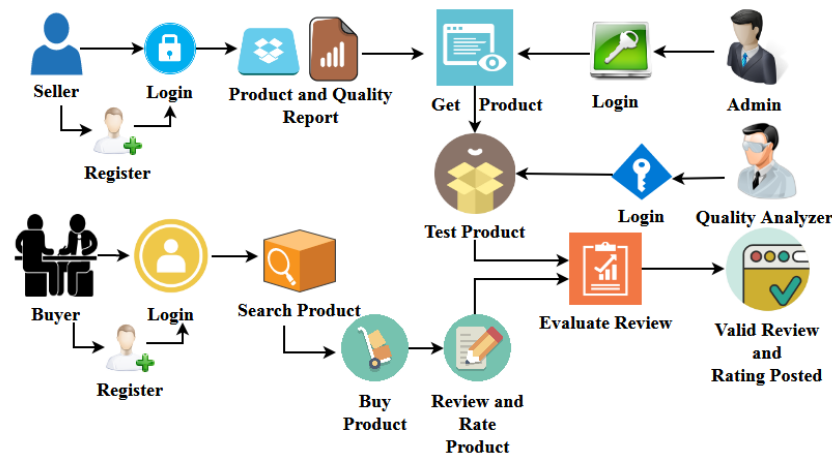 Seller
Login
Product and Quality
Report
Get Product
Login
Admin
Register
Test Product
Login
Quality Analyzer
Buyer
Login
Search Product
Evaluate Review
Valid Review
and
Rating Posted
Register
Buy
Product
Review and
Rate
Product